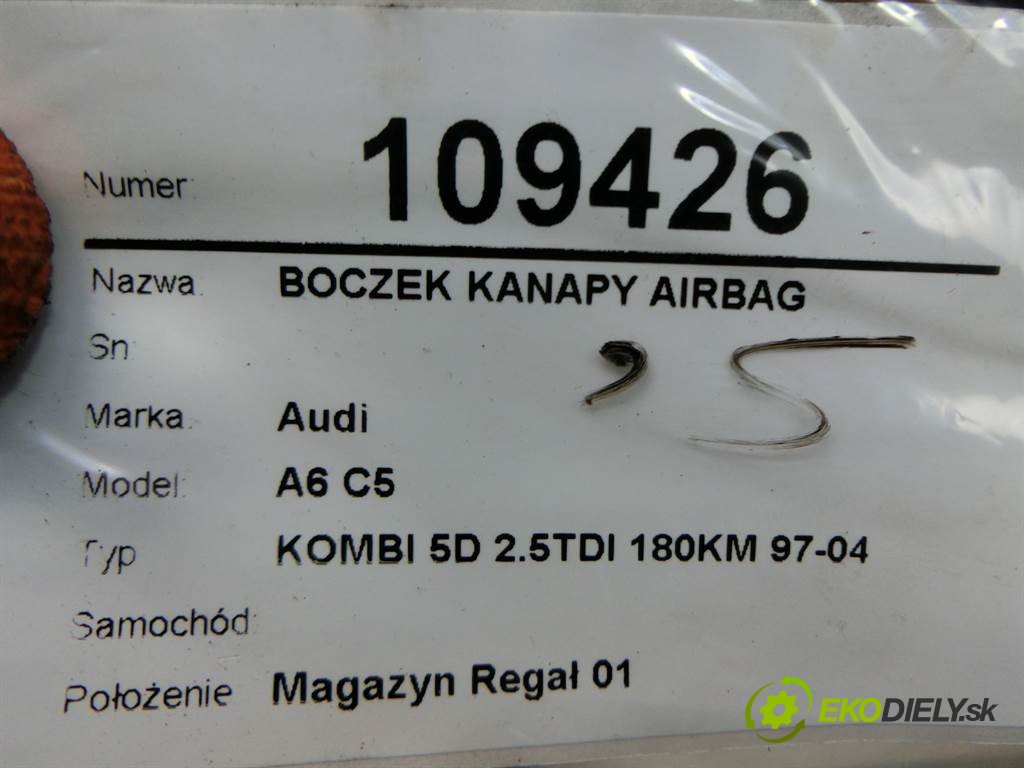 Numer: 109426
Nazwa: BOCZEK KANAPY AIRBAG
Sn:
Marka: Audi
Model: A6 C5
Typ KOMBI 5D 2.5TDI 180KM 97-04
Samochód:
Położenie Magazyn Regał 01
EKODIELY.sk